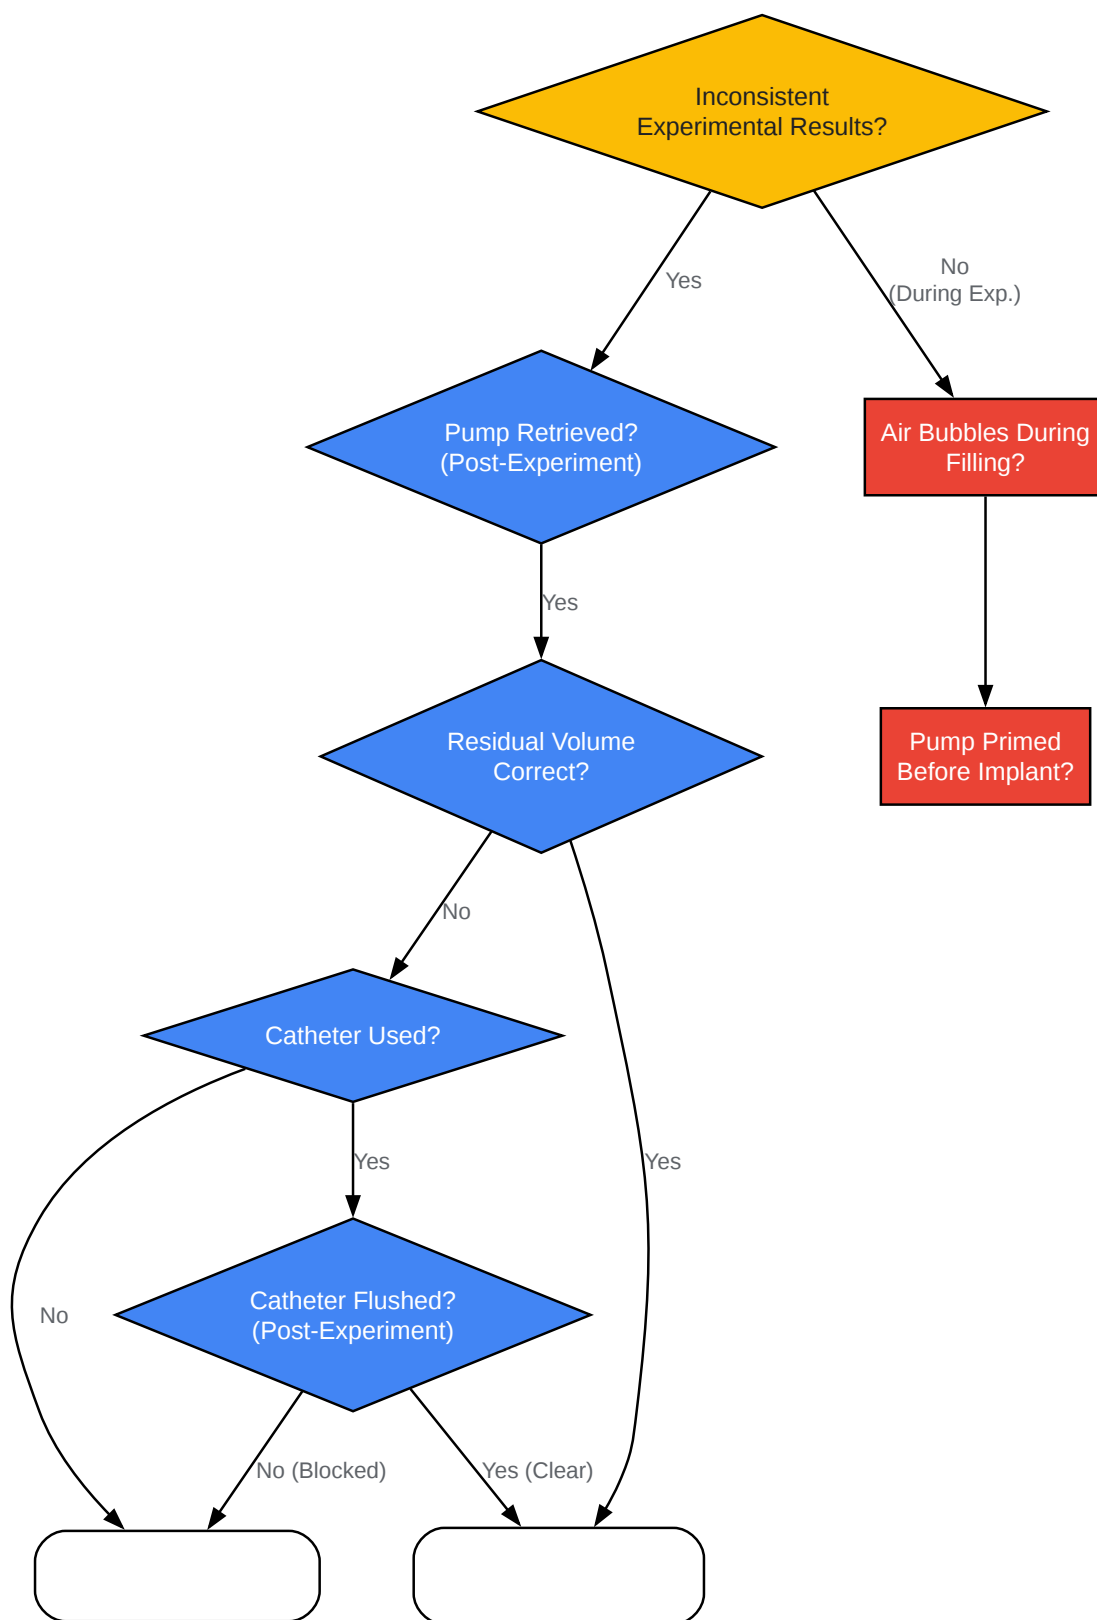 Inconsistent
Experimental Results?
Yes
No
(During Exp.)
Pump Retrieved?
(Post-Experiment)
Air Bubbles During
Filling?
Yes
Residual Volume
Correct?
Pump Primed
Before Implant?
No
Catheter Used?
Yes
Yes
No
Catheter Flushed?
(Post-Experiment)
No (Blocked)
Yes (Clear)